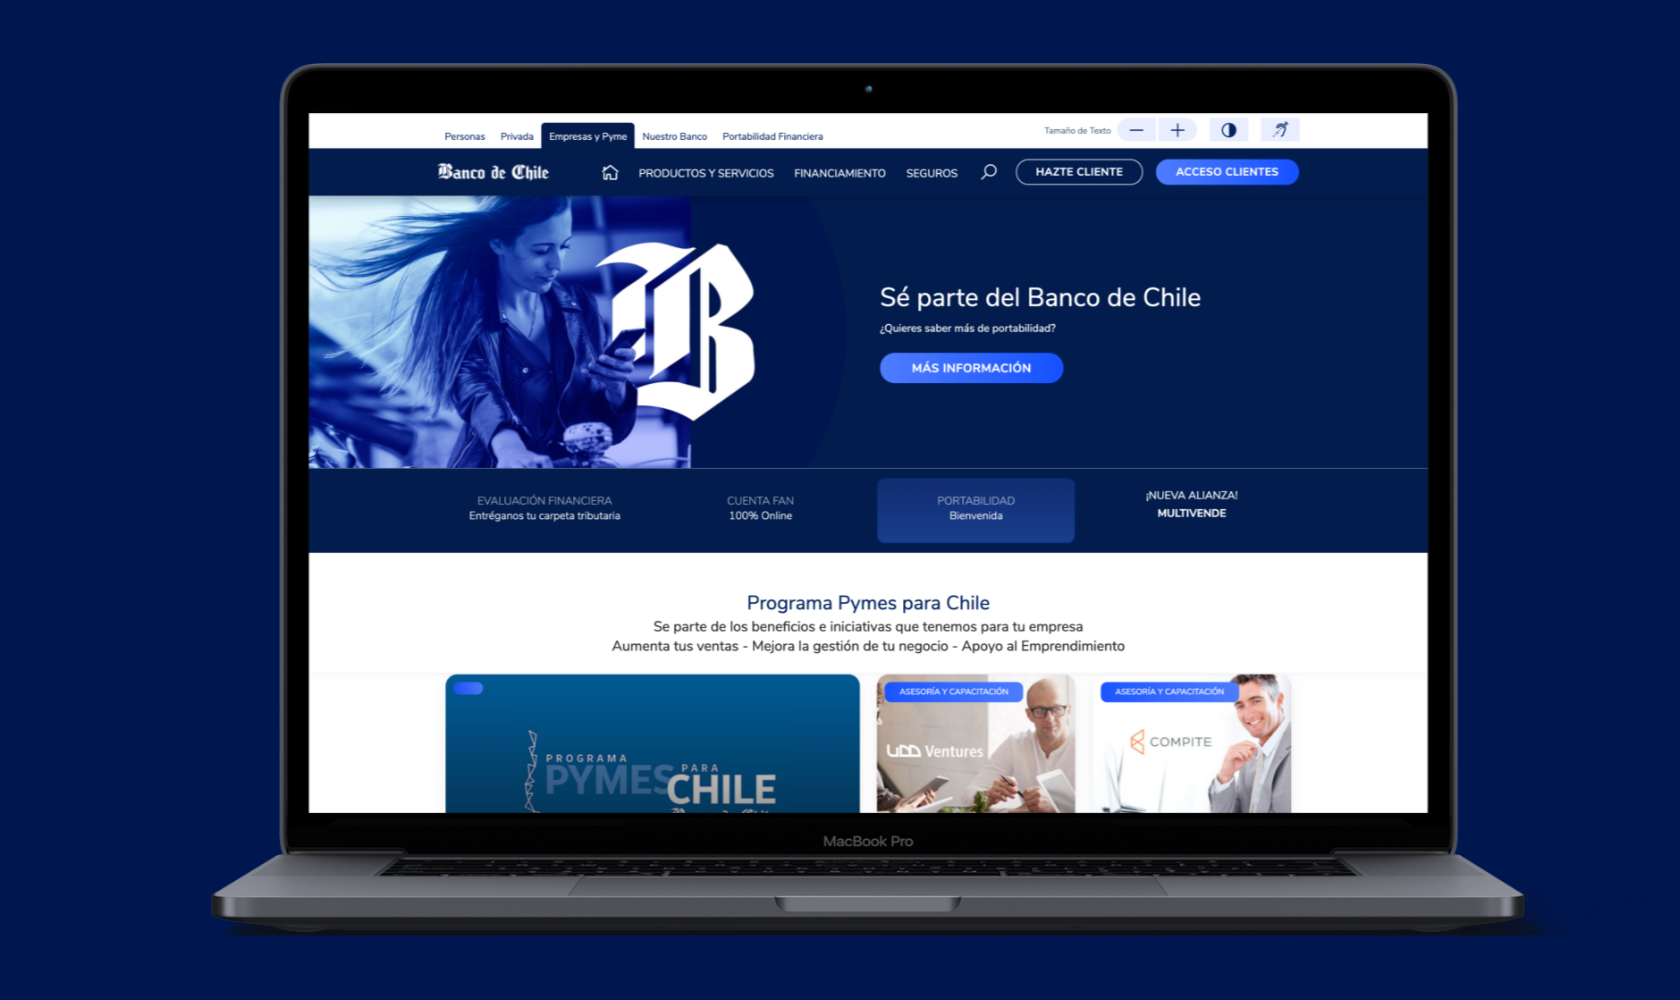 Personas Privada Empresas y Pyme Nuestro Banco Portabilidad Financiera Tamaño de Texto
Banco de Chile PRODUCTOS Y SERVICIOS FINANCIAMIENTO SEGUROS HAZTE CLIENTE ACCESO CLIENTES
B
Sé parte del Banco de Chile
¿Quieres saber más de portabilidad?
MÁS INFORMACIÓN
EVALUACIÓN FINANCIERA
Entréganos tu carpeta tributaria
CUENTA FAN
100% Online
PORTABILIDAD
Bienvenida
¡NUEVA ALIANZA!
MULTIVENDE
Programa Pymes para Chile
Se parte de los beneficios e iniciativas que tenemos para tu empresa
Aumenta tus ventas - Mejora la gestión de tu negocio - Apoyo al Emprendimiento
PROGRAMA
PYMES PARA
CHILE
ASESORÍA Y CAPACITACIÓN
UDD Ventures
ASESORÍA Y CAPACITACIÓN
COMPITE
MacBook Pro